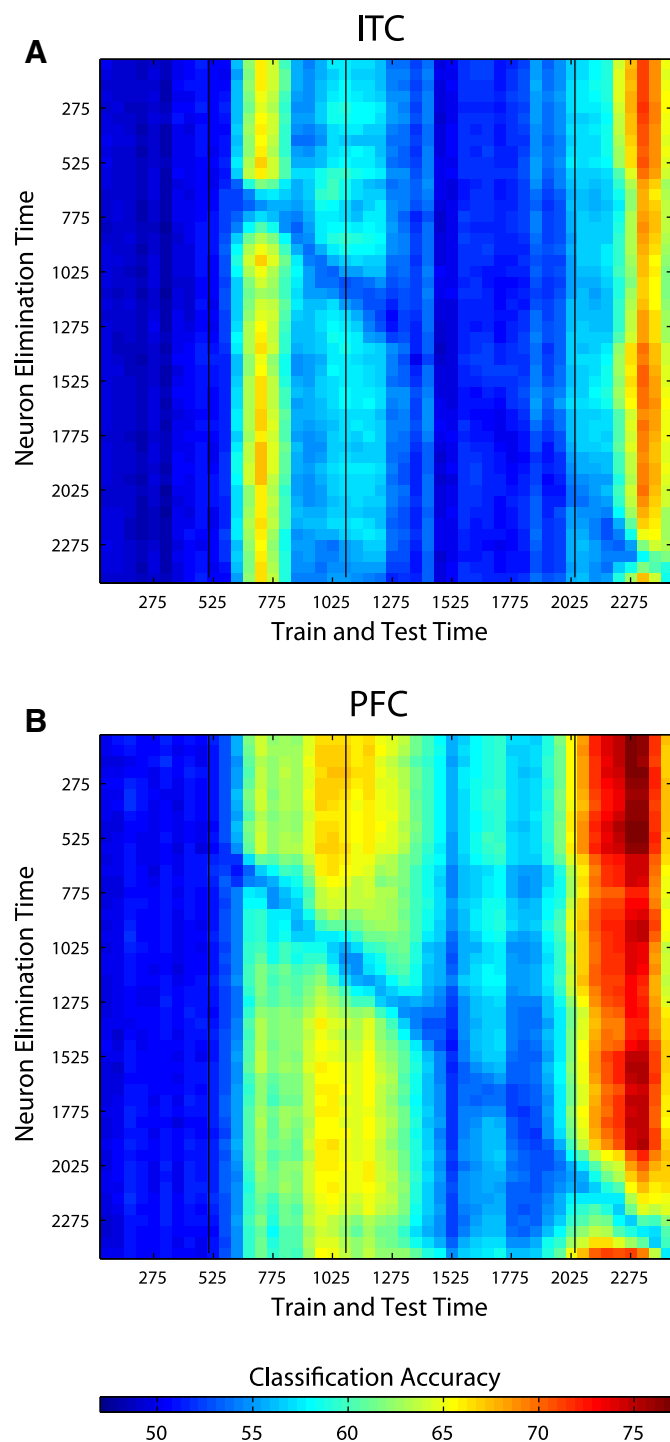 A
ITC
Neuron Elimination Time
275
525
775
1025
1275
1525
1775
2025
2275
275 525 775 1025 1275 1525 1775 2025 2275
Train and Test Time
B
PFC
Neuron Elimination Time
275
525
775
1025
1275
1525
1775
2025
2275
275 525 775 1025 1275 1525 1775 2025 2275
Train and Test Time
Classification Accuracy
50 55 60 65 70 75